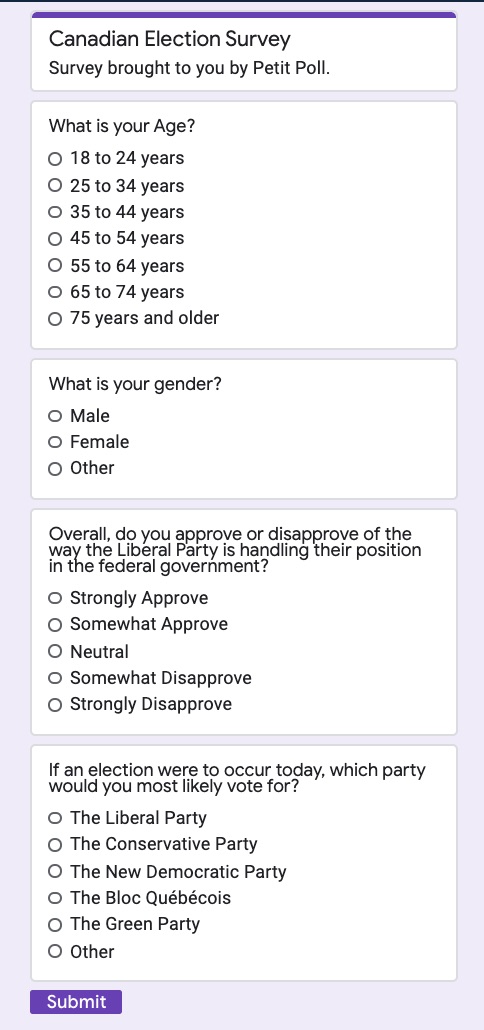 Canadian Election Survey
Survey brought to you by Petit Poll.
What is your Age?
18 to 24 years
25 to 34 years
35 to 44 years
45 to 54 years
55 to 64 years
65 to 74 years
75 years and older
What is your gender?
Male
Female
Other
Overall, do you approve or disapprove of the
way the Liberal Party is handling their position
in the federal government?
Strongly Approve
Somewhat Approve
Neutral
Somewhat Disapprove
Strongly Disapprove
If an election were to occur today, which party
would you most likely vote for?
The Liberal Party
The Conservative Party
The New Democratic Party
The Bloc Québécois
The Green Party
Other
Submit